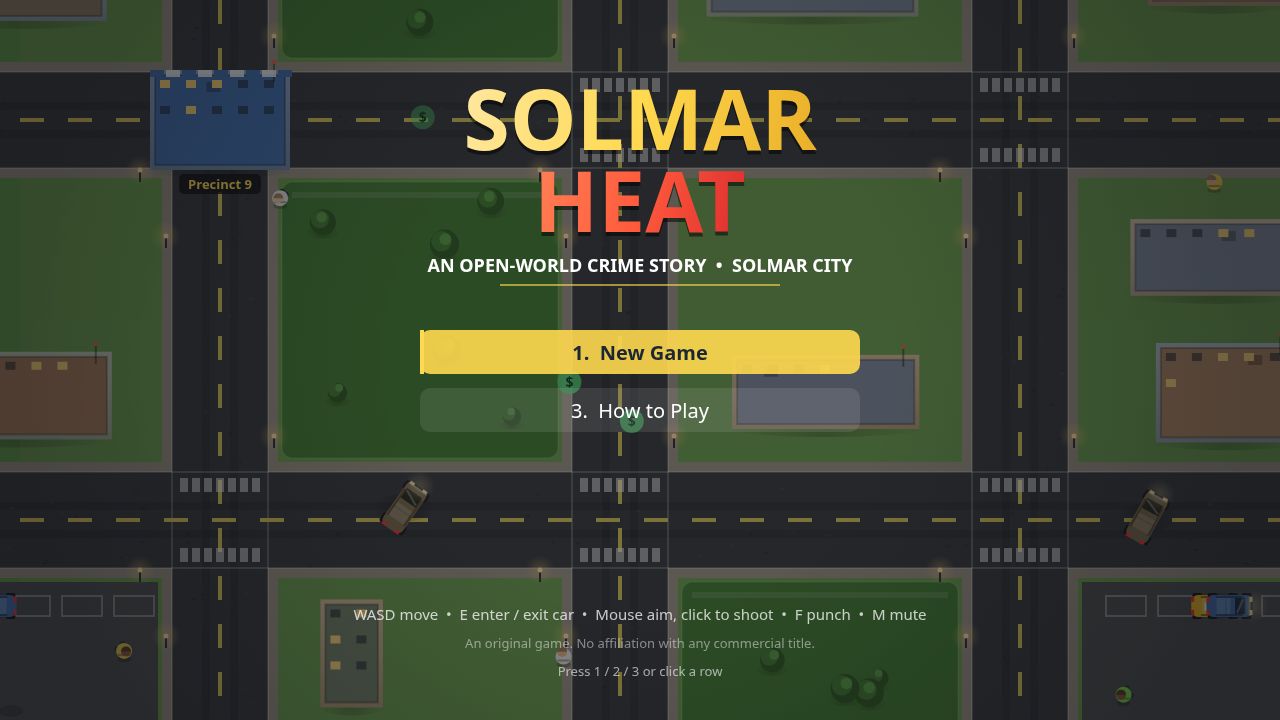 SOLMAR
HEAT
AN OPEN-WORLD CRIME STORY • SOLMAR CITY
Precinct 9
$
1. New Game
$
3. How to Play
$
WASD move • E enter / exit car • Mouse aim, click to shoot • F punch • M mute
An original game. No affiliation with any commercial title.
Press 1 / 2 / 3 or click a row